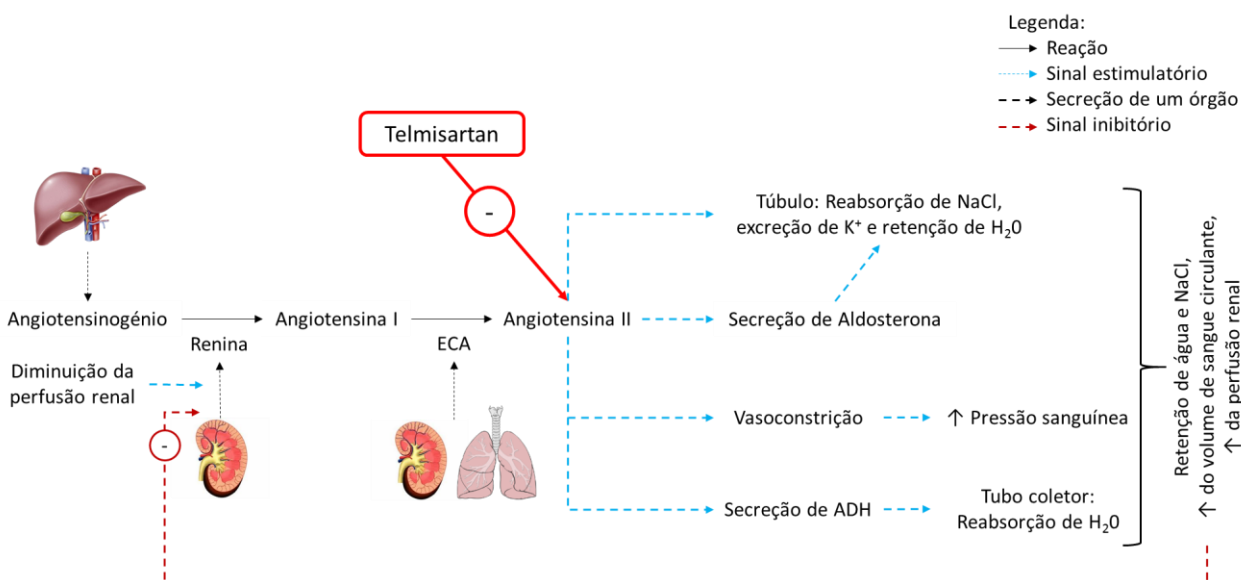 Legenda:
Reação
Sinal estimulatório
Secreção de um órgão
Sinal inibitório
Telmisartan
-
Túbulo: Reabsorção de NaCl,
excreção de K⁺ e retenção de H₂0
Angiotensinogénio
Angiotensina I
Angiotensina II
Secreção de Aldosterona
Renina
ECA
Diminuição da
perfusão renal
-
Vasoconstrição
↑ Pressão sanguínea
Secreção de ADH
Tubo coletor:
Reabsorção de H₂0
Retenção de água e NaCl,
↑ do volume de sangue circulante,
↑ da perfusão renal